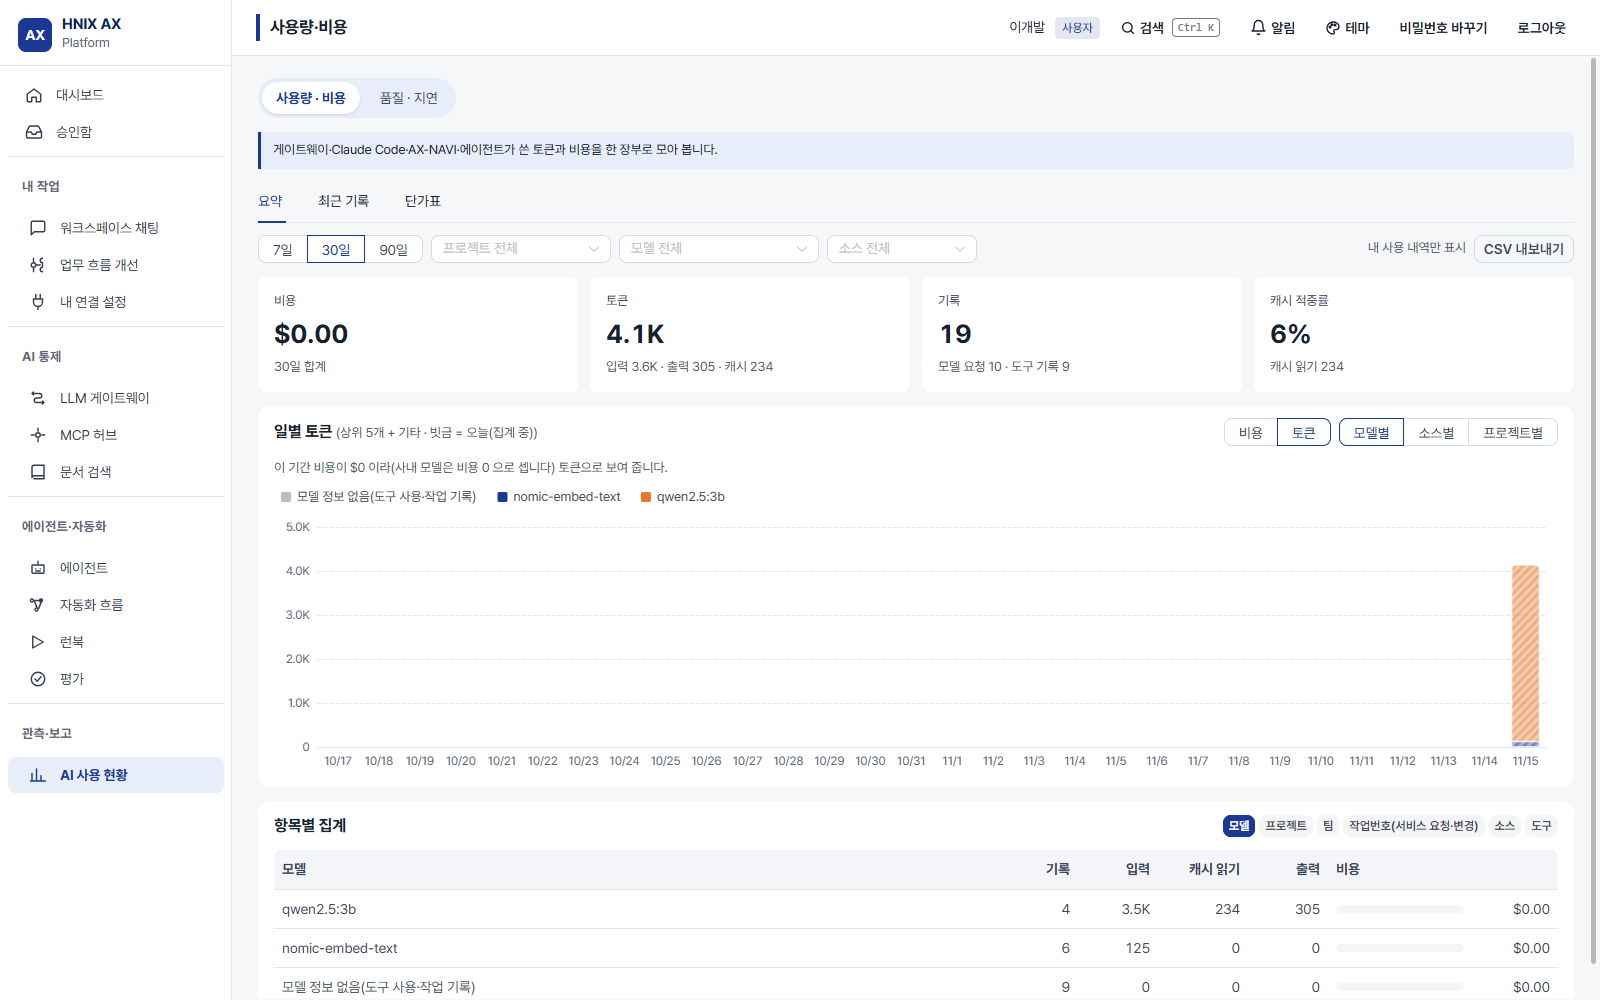 AX
HNIX AX
Platform
대시보드
승인함
내 작업
워크스페이스 채팅
업무 흐름 개선
내 연결 설정
AI 통제
LLM 게이트웨이
MCP 허브
문서 검색
에이전트·자동화
에이전트
자동화 흐름
런북
평가
관측·보고
AI 사용 현황
사용량·비용
이개발 사용자 검색 Ctrl K 알림 테마 비밀번호 바꾸기 로그아웃
사용량 · 비용 품질 · 지연
게이트웨이·Claude Code·AX-NAVI·에이전트가 쓴 토큰과 비용을 한 장부로 모아 봅니다.
요약 최근 기록 단가표
7일 30일 90일 프로젝트 전체 모델 전체 소스 전체 내 사용 내역만 표시 CSV 내보내기
비용
$0.00
30일 합계
토큰
4.1K
입력 3.6K · 출력 305 · 캐시 234
기록
19
모델 요청 10 · 도구 기록 9
캐시 적중률
6%
캐시 읽기 234
일별 토큰 (상위 5개 + 기타 · 빗금 = 오늘(집계 중))
비용 토큰 모델별 소스별 프로젝트별
이 기간 비용이 $0 이라(사내 모델은 비용 0 으로 셉니다) 토큰으로 보여 줍니다.
모델 정보 없음(도구 사용·작업 기록) nomic-embed-text qwen2.5:3b
5.0K
4.0K
3.0K
2.0K
1.0K
0
10/17 10/18 10/19 10/20 10/21 10/22 10/23 10/24 10/25 10/26 10/27 10/28 10/29 10/30 10/31 11/1 11/2 11/3 11/4 11/5 11/6 11/7 11/8 11/9 11/10 11/11 11/12 11/13 11/14 11/15
항목별 집계
모델 프로젝트 팀 작업번호(서비스 요청·변경) 소스 도구
모델 기록 입력 캐시 읽기 출력 비용
qwen2.5:3b 4 3.5K 234 305 $0.00
nomic-embed-text 6 125 0 0 $0.00
모델 정보 없음(도구 사용·작업 기록) 9 0 0 0 $0.00